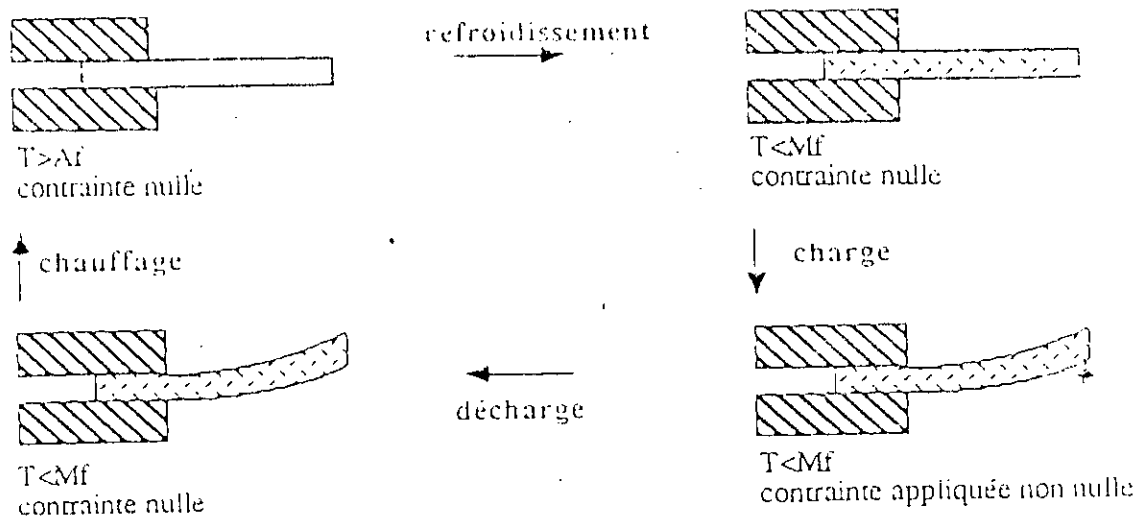 refroidissement
T>Af
contrainte nulle
T<Mf
contrainte nulle
chauffage
charge
décharge
T<Mf
contrainte nulle
T<Mf
contrainte appliquée non nulle